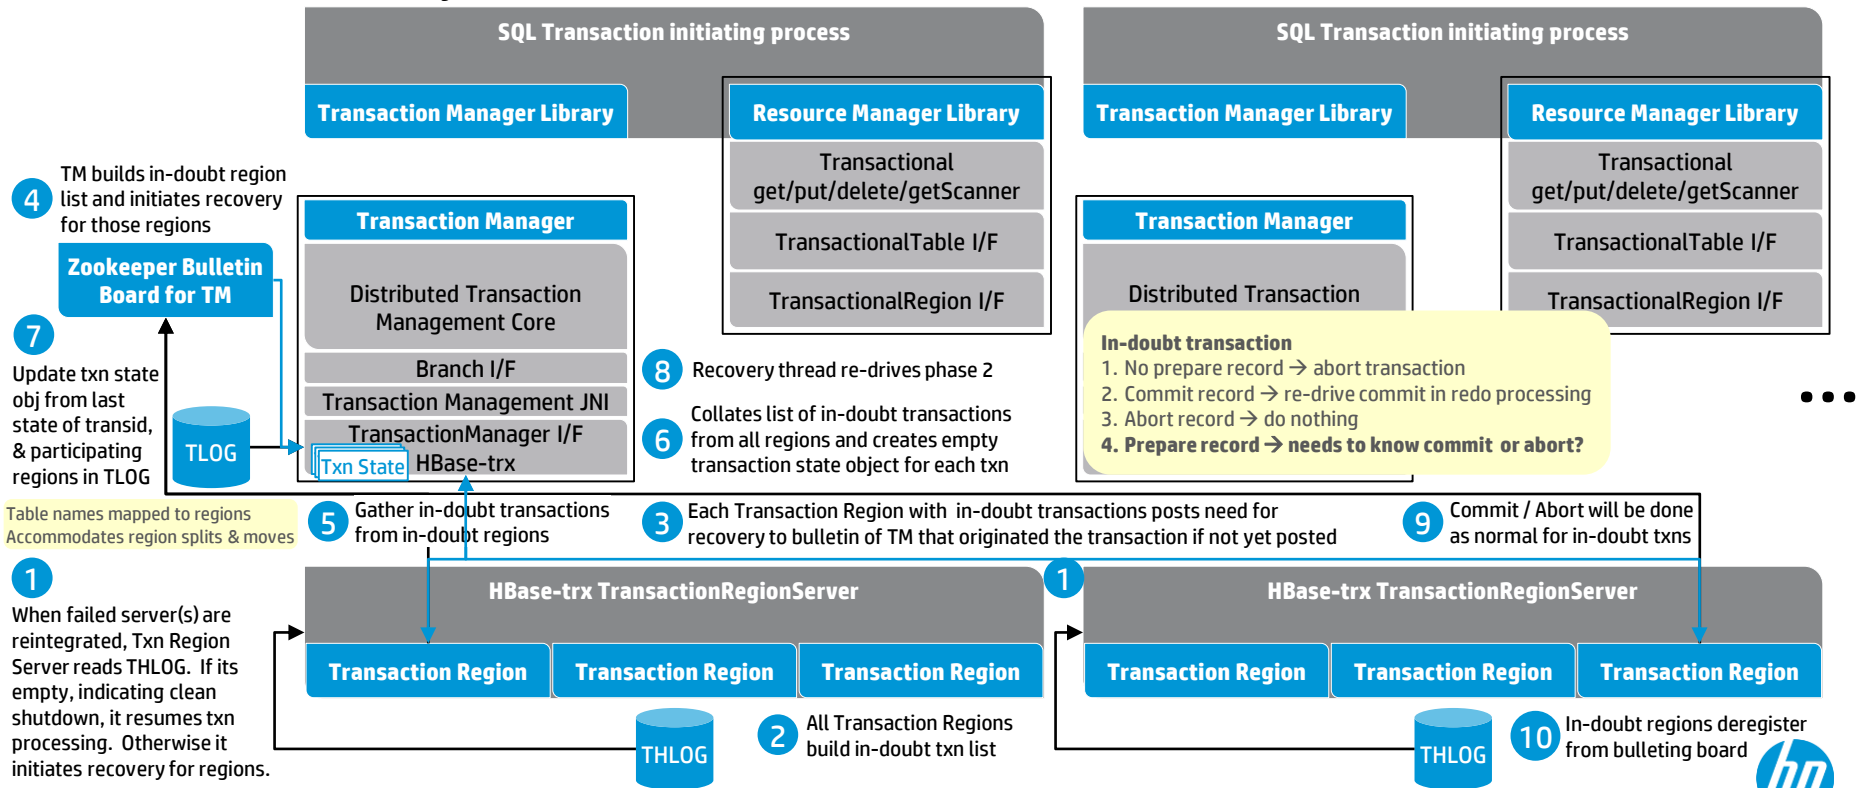 SQL Transaction initiating process
SQL Transaction initiating process
Transaction Manager Library
Resource Manager Library
Transaction Manager Library
Resource Manager Library
Transactional
get/put/delete/getScanner
TransactionalTable I/F
TransactionalRegion I/F
Transactional
get/put/delete/getScanner
TransactionalTable I/F
TransactionalRegion I/F
4
TM builds in-doubt region
list and initiates recovery
for those regions
Zookeeper Bulletin
Board for TM
Transaction Manager
Distributed Transaction
Management Core
Branch I/F
Transaction Management JNI
TransactionManager I/F
HBase-trx
Txn State
Transaction Manager
Distributed Transaction
In-doubt transaction
1. No prepare record → abort transaction
2. Commit record → re-drive commit in redo processing
3. Abort record → do nothing
4. Prepare record → needs to know commit or abort?
7
Update txn state
obj from last
state of transid,
& participating
regions in TLOG
TLOG
8
Recovery thread re-drives phase 2
6
Collates list of in-doubt transactions
from all regions and creates empty
transaction state object for each txn
...
Table names mapped to regions
Accommodates region splits & moves
5
Gather in-doubt transactions
from in-doubt regions
3
Each Transaction Region with in-doubt transactions posts need for
recovery to bulletin of TM that originated the transaction if not yet posted
9
Commit / Abort will be done
as normal for in-doubt txns
1
When failed server(s) are
reintegrated, Txn Region
Server reads THLOG. If its
empty, indicating clean
shutdown, it resumes txn
processing. Otherwise it
initiates recovery for regions.
HBase-trx TransactionRegionServer
1
HBase-trx TransactionRegionServer
Transaction Region
Transaction Region
Transaction Region
Transaction Region
Transaction Region
Transaction Region
THLOG
2
All Transaction Regions
build in-doubt txn list
THLOG
10
In-doubt regions deregister
from bulleting board
hp